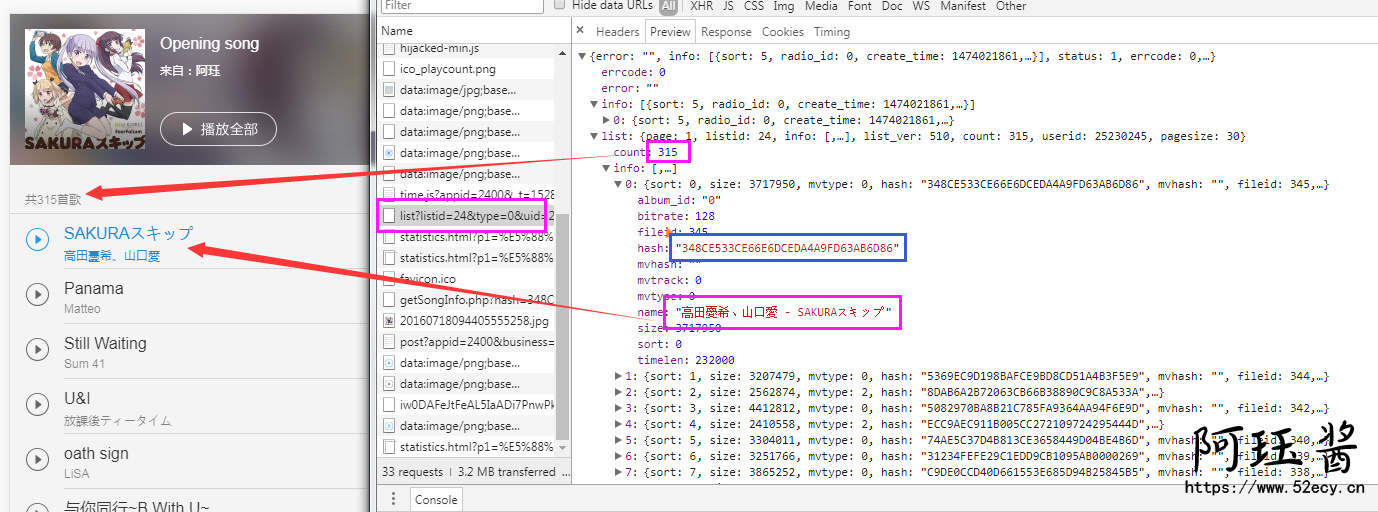 Opening song
来自：阿珏
播放全部
SAKURAスキップ
共315首歌
SAKURAスキップ
高田憂希、山口愛
Panama
Matteo
Still Waiting
Sum 41
U&I
放課後ティータイム
oath sign
LiSA
与你同行~B With U~
Filter
Hide data URLs All XHR JS CSS Img Media Font Doc WS Manifest Other
Name
hijacked-min.js
ico_playcount.png
data:image/jpg;base...
data:image/png;base...
data:image/png;base...
data:image/png;base...
data:image/png;base...
time.js?appid=2400&_t=1528
list?listid=24&type=0&uid=2
statistics.html?p1=%E5%88%
statistics.html?p1=%E5%88%
favicon.ico
getSongInfo.php?hash=348C
20160718094405555258.jpg
post?appid=2400&business=
data:image/png;base...
data:image/png;base...
iw0DAFeJtFeAL5IaADi7PnwPk
data:image/png;base...
statistics.html?p1=%E5%88%
33 requests | 3.2 MB transferred ...
Console
× Headers Preview Response Cookies Timing
{error: "", info: [{sort: 5, radio_id: 0, create_time: 1474021861,…}], status: 1, errcode: 0,…}
errcode: 0
error: ""
info: [{sort: 5, radio_id: 0, create_time: 1474021861,…}]
0: {sort: 5, radio_id: 0, create_time: 1474021861,…}
list: {page: 1, listid: 24, info: [,…], list_ver: 510, count: 315, userid: 25230245, pagesize: 30}
count: 315
info: [,…]
0: {sort: 0, size: 3717950, mvtype: 0, hash: "348CE533CE66E6DCEDA4A9FD63AB6D86", mvhash: "", fileid: 345,…}
album_id: "0"
bitrate: 128
fileid: 345
hash: "348CE533CE66E6DCEDA4A9FD63AB6D86"
mvhash: ""
mvtrack: 0
mvtype: 0
name: "高田憂希、山口愛 - SAKURAスキップ"
size: 3717950
sort: 0
timelen: 232000
1: {sort: 1, size: 3207479, mvtype: 0, hash: "5369EC9D198BAFCE9BD8CD51A4B3F5E9", mvhash: "", fileid: 344,…}
2: {sort: 2, size: 2562874, mvtype: 2, hash: "8DAB6A2B72063CB66B38890C9C8A533A",…}
3: {sort: 3, size: 4412812, mvtype: 0, hash: "5082970BA8B21C785FA9364AA94F6E9D", mvhash: "", fileid: 342,…}
4: {sort: 4, size: 2410558, mvtype: 2, hash: "ECC9AEC911B005CC272109724295444D",…}
5: {sort: 5, size: 3304011, mvtype: 0, hash: "74AE5C37D4B813CE3658449D04BE4B6D", mvhash: "", fileid: 340,…}
6: {sort: 6, size: 3251766, mvtype: 0, hash: "31234FEFE29C1EDD9CB1095AB0000269", mvhash: "", fileid: 339,…}
7: {sort: 7, size: 3865252, mvtype: 0, hash: "C9DE0CCD40D661553E685D94B25845B5", mvhash: "", fileid: 338,…}
阿珏酱
https://www.52ecy.cn